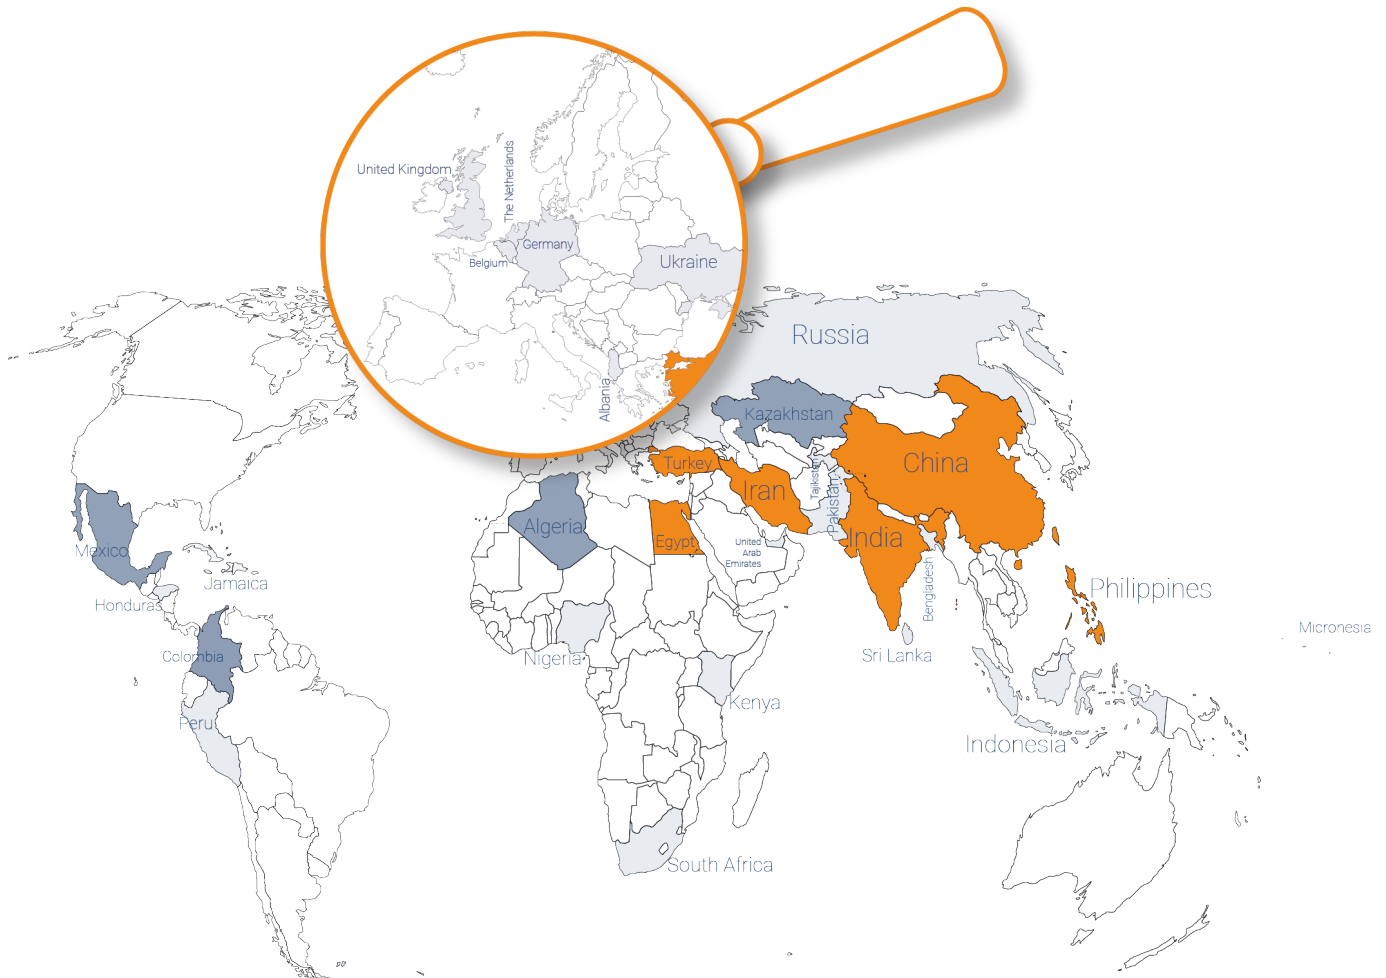 United Kingdom
The Netherlands
Germany
Belgium
Ukraine
Albania
Russia
Kazakhstan
China
Turkey
Iran
Tajikistan
Pakistan
Algeria
Egypt
India
United
Arab
Emirates
Mexico
Jamaica
Honduras
Bengladesh
Philippines
Micronesia
Colombia
Nigeria
Sri Lanka
Kenya
Peru
Indonesia
South Africa